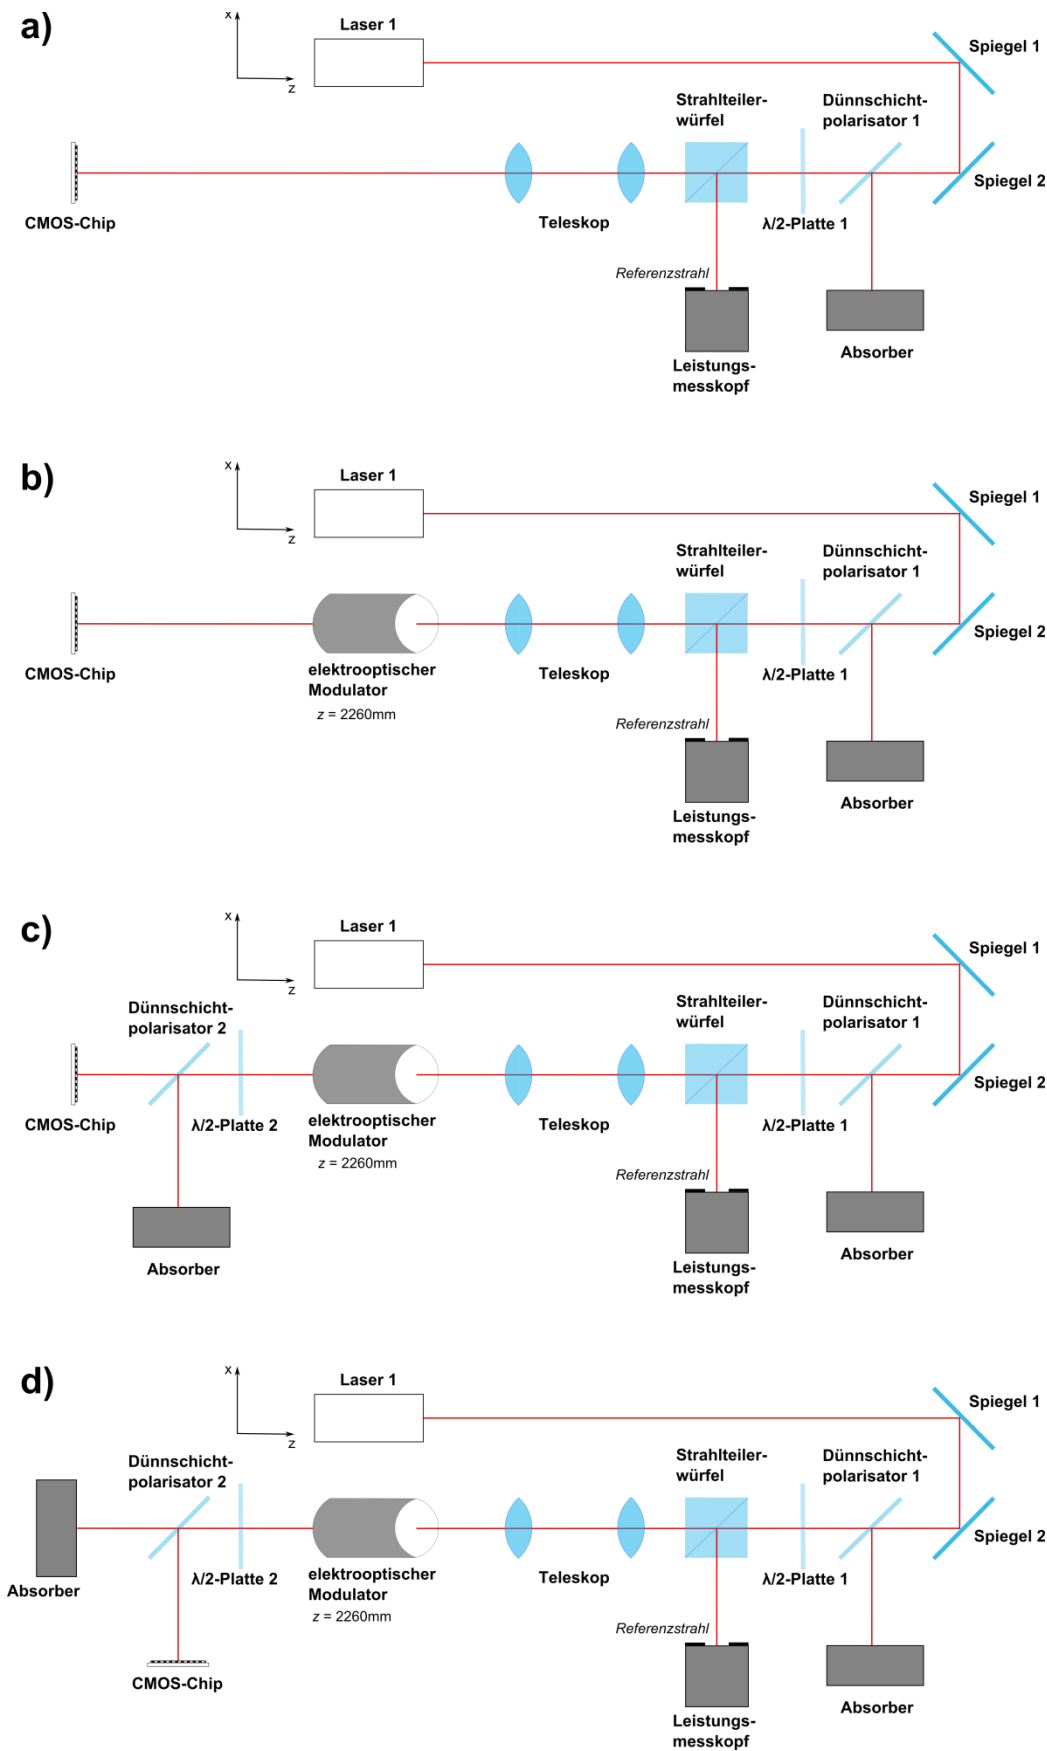 a)
x
z
Laser 1
Spiegel 1
Strahlteiler-
würfel
Dünnschicht-
polarisator 1
Spiegel 2
CMOS-Chip
Teleskop
λ/2-Platte 1
Referenzstrahl
Leistungs-
messkopf
Absorber
b)
x
z
Laser 1
Spiegel 1
Strahlteiler-
würfel
Dünnschicht-
polarisator 1
Spiegel 2
CMOS-Chip
elektrooptischer
Modulator
z = 2260mm
Teleskop
λ/2-Platte 1
Referenzstrahl
Leistungs-
messkopf
Absorber
c)
x
z
Laser 1
Spiegel 1
Dünnschicht-
polarisator 2
Strahlteiler-
würfel
Dünnschicht-
polarisator 1
Spiegel 2
CMOS-Chip
λ/2-Platte 2
elektrooptischer
Modulator
z = 2260mm
Teleskop
λ/2-Platte 1
Referenzstrahl
Absorber
Leistungs-
messkopf
Absorber
d)
x
z
Laser 1
Spiegel 1
Dünnschicht-
polarisator 2
Strahlteiler-
würfel
Dünnschicht-
polarisator 1
Spiegel 2
Absorber
λ/2-Platte 2
elektrooptischer
Modulator
z = 2260mm
Teleskop
λ/2-Platte 1
Referenzstrahl
CMOS-Chip
Leistungs-
messkopf
Absorber